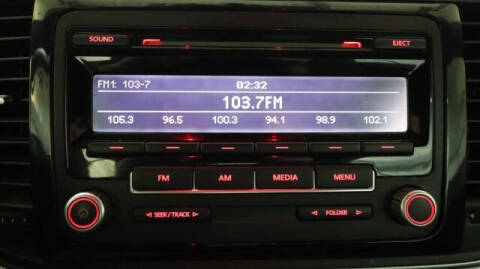 SOUND EJECT
FM1: 103-7 02:32
103.7FM
105.3 96.5 100.3 94.1 98.9 102.1
FM AM MEDIA MENU
SEEK/TRACK FOLDER